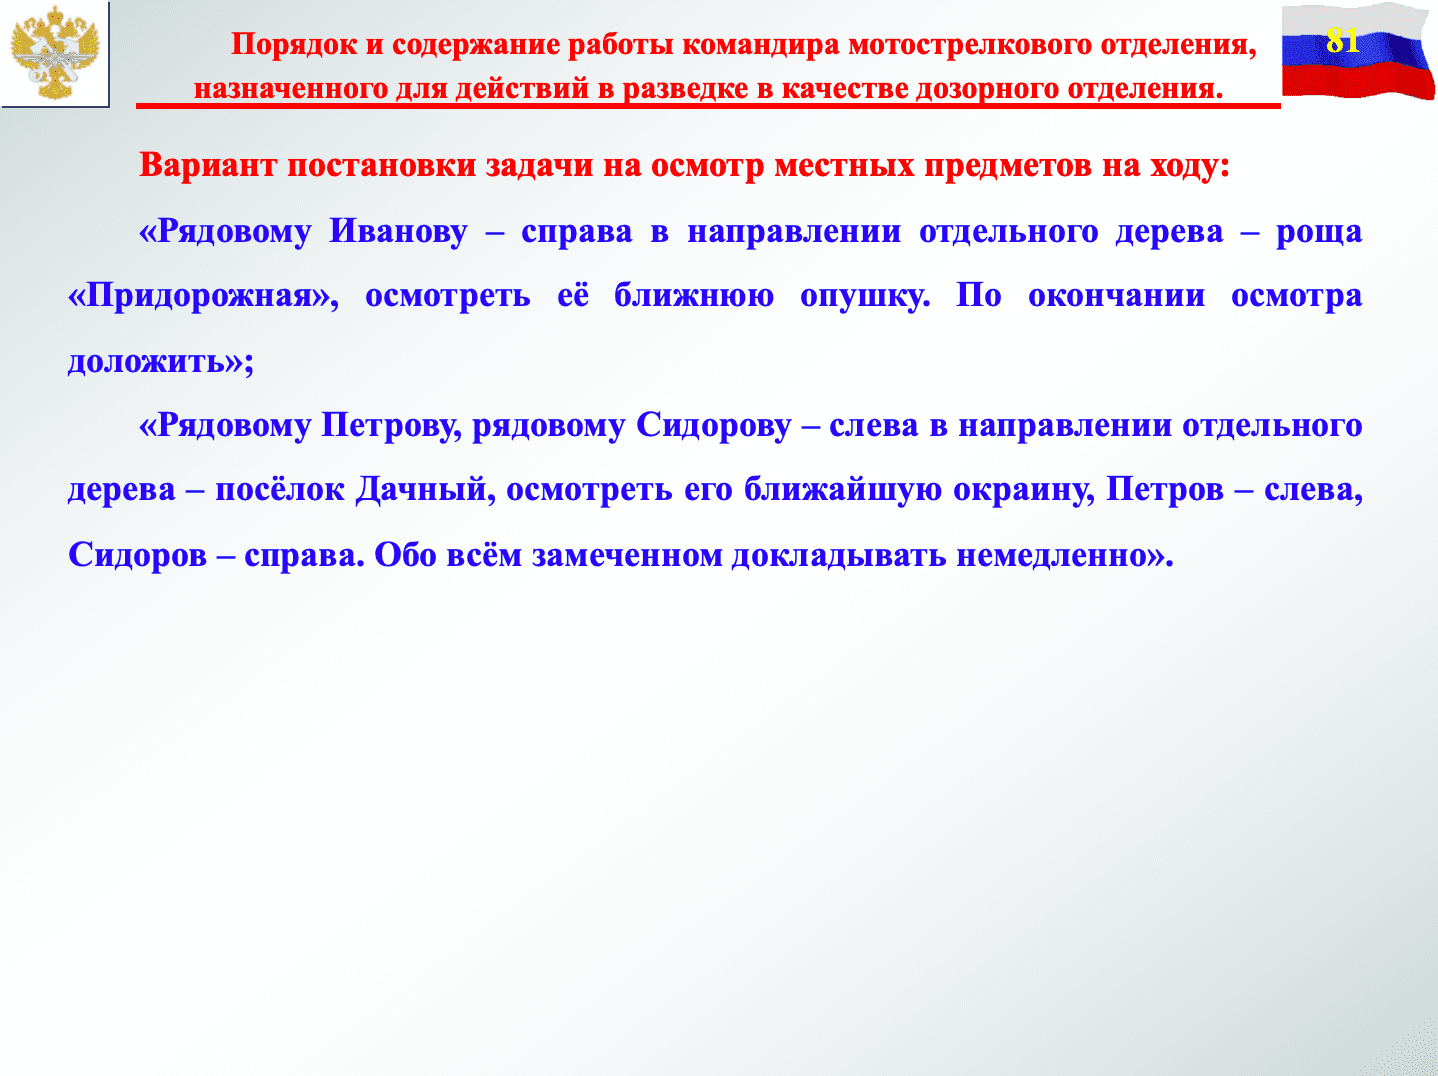 Порядок и содержание работы командира мотострелкового отделения,
81
назначенного для действий в разведке в качестве дозорного отделения.
Вариант постановки задачи на осмотр местных предметов на ходу:
«Рядовому Иванову – справа в направлении отдельного дерева – роща
«Придорожная», осмотреть её ближнюю опушку. По окончании осмотра
доложить»;
«Рядовому Петрову, рядовому Сидорову – слева в направлении отдельного
дерева – посёлок Дачный, осмотреть его ближайшую окраину, Петров – слева,
Сидоров – справа. Обо всём замеченном докладывать немедленно».